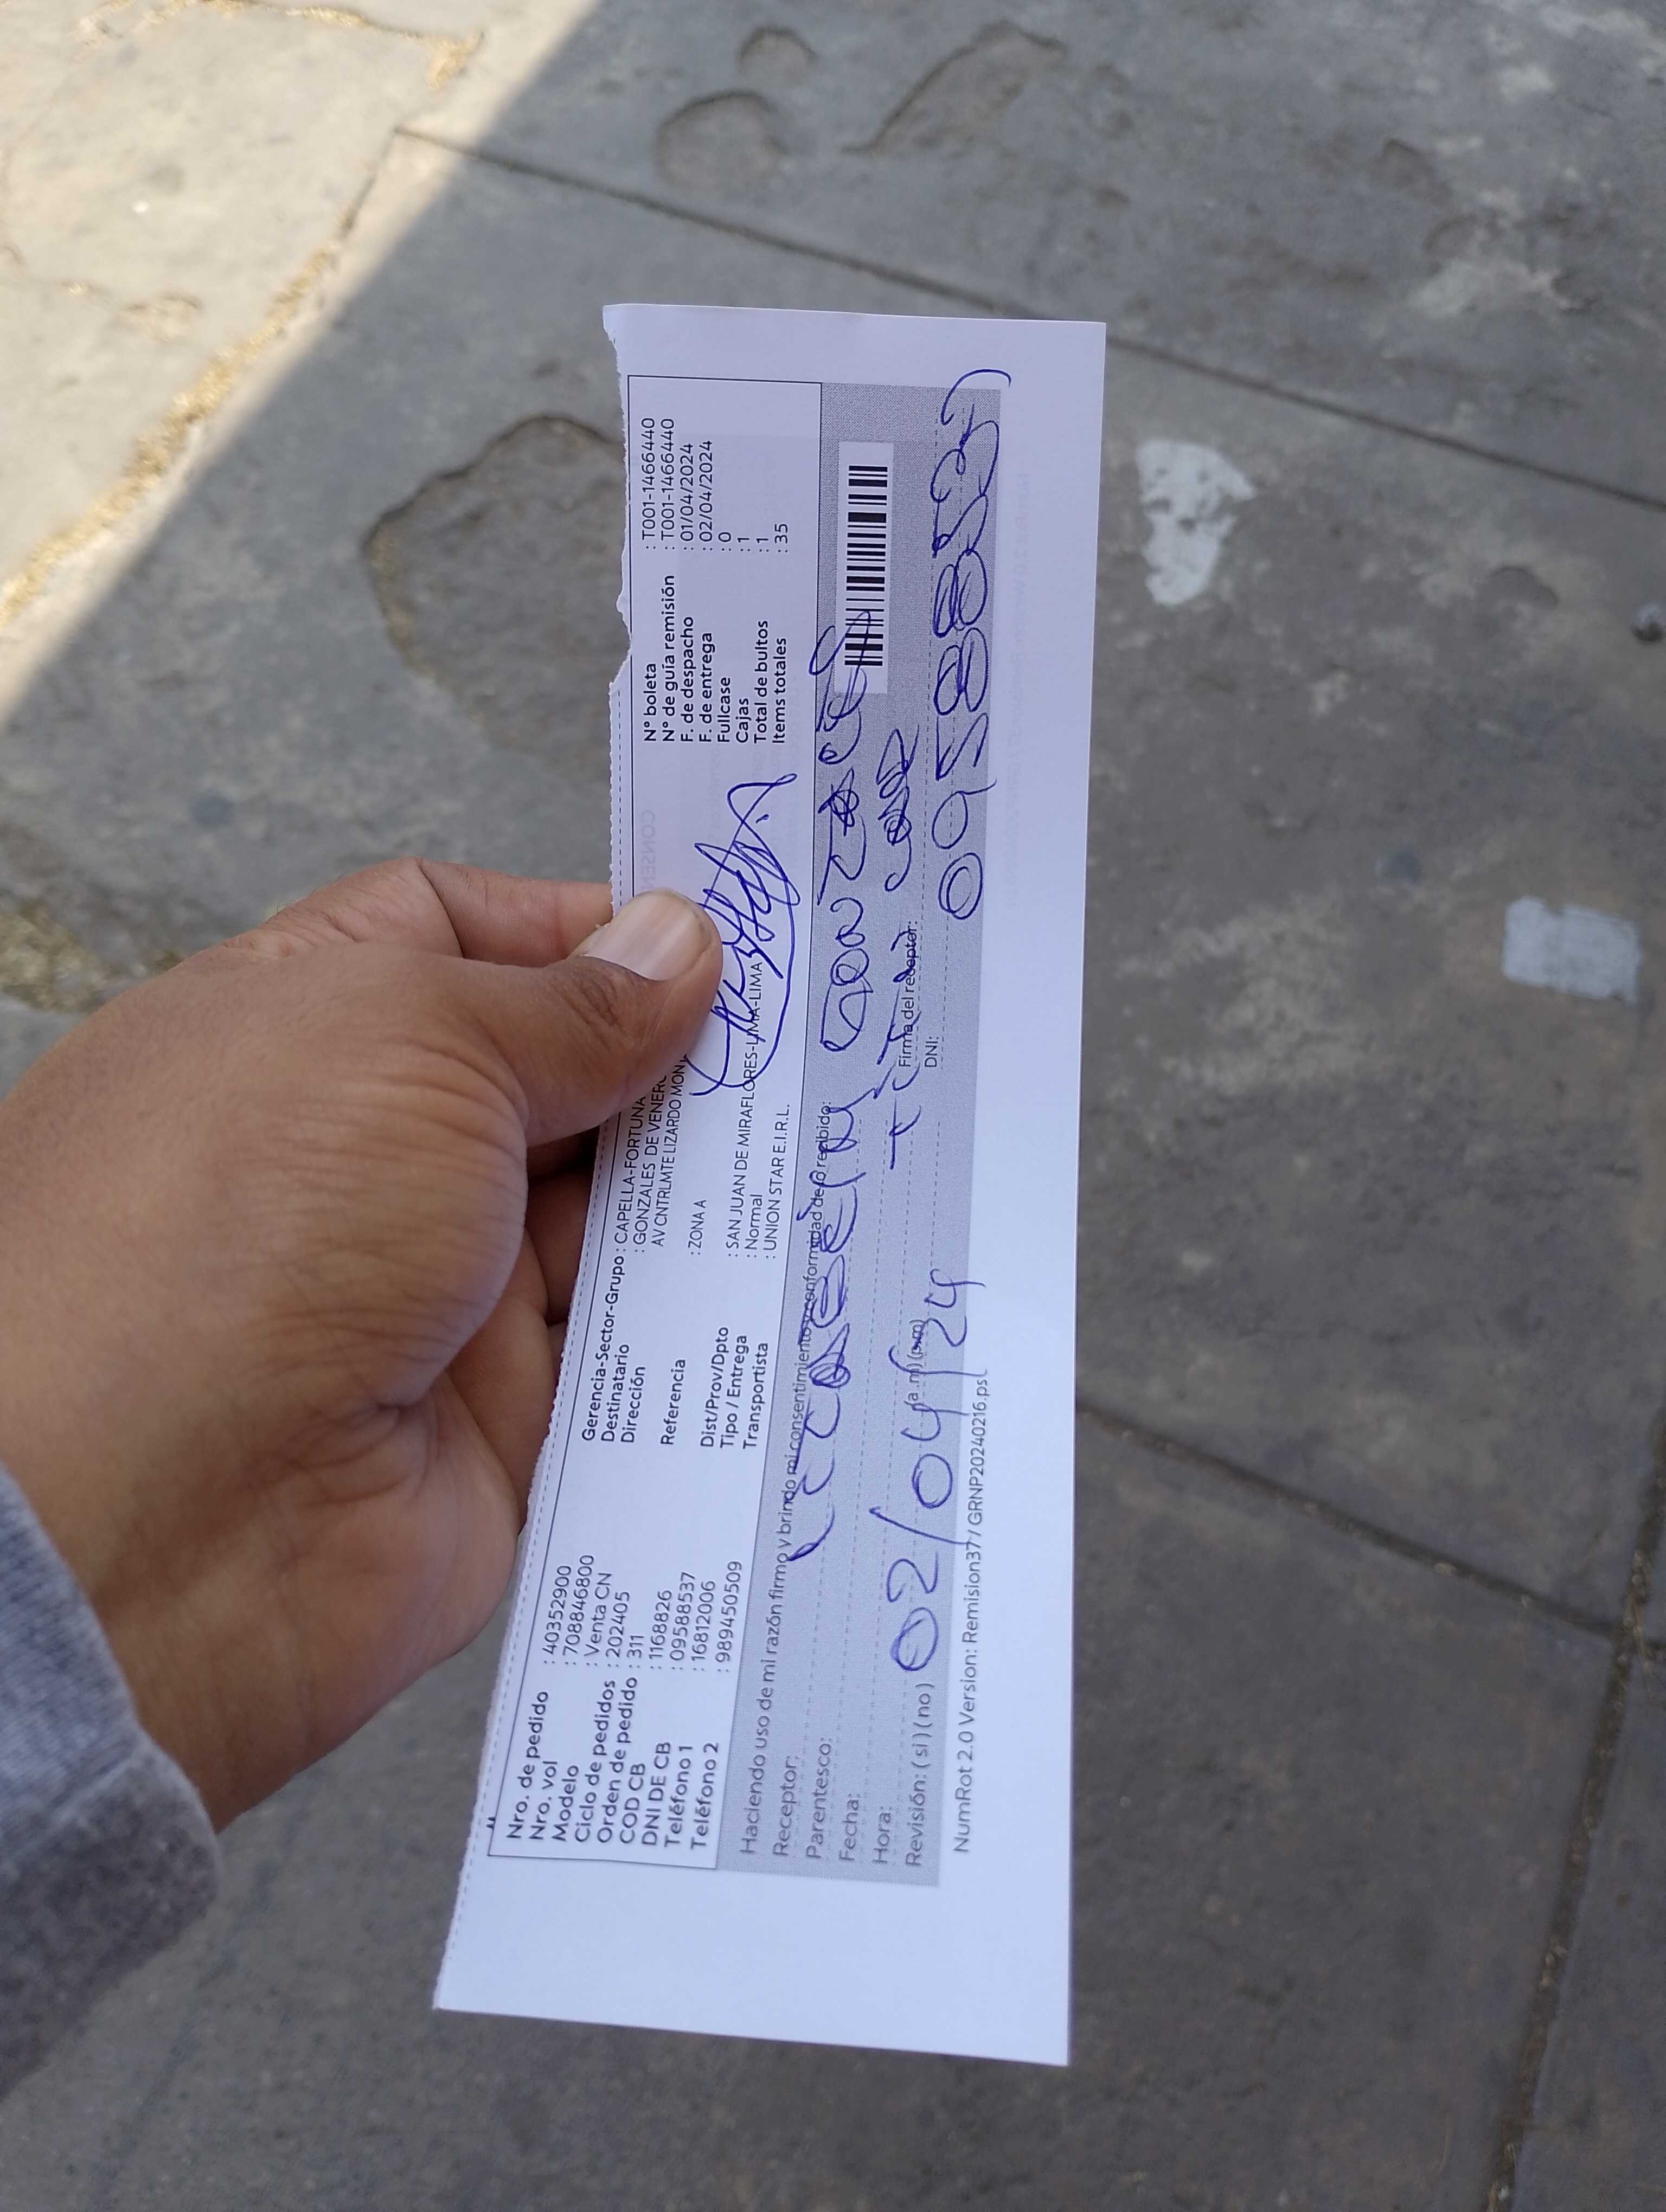 Nro. de pedido : 40352900
Nro. vol : 708846800
Modelo : Venta CN
Ciclo de pedidos : 202405
Orden de pedido : 311
COD CB : 1168826
DNI DE CB : 09588537
Teléfono 1 : 16812006
Teléfono 2 : 989450509
Gerencia-Sector-Grupo : CAPELLA-FORTUNA
Destinatario : GONZALES DE VENERO
Dirección AV CNTRLMTE LIZARDO MON
Referencia : ZONA A
Dist/Prov/Dpto : SAN JUAN DE MIRAFLORES-LIMA-LIMA
Tipo / Entrega : Normal
Transportista : UNION STAR E.I.R.L.
N° boleta : T001-1466440
N° de guía remisión : T001-1466440
F. de despacho : 01/04/2024
F. de entrega : 02/04/2024
Fullcase : 0
Cajas : 1
Total de bultos : 1
Items totales : 35
Haciendo uso de mi razón firmo y brindo mi consentimiento y conformidad de lo recibido:
Receptor:
Parentesco:
Fecha: 02/04/24
Hora: (a.m) (pm)
Revisión: (si) (no)
Firma del receptor:
DNI: 09588537
NumRot 2.0 Version: Remision37 / GRNP20240216.psl